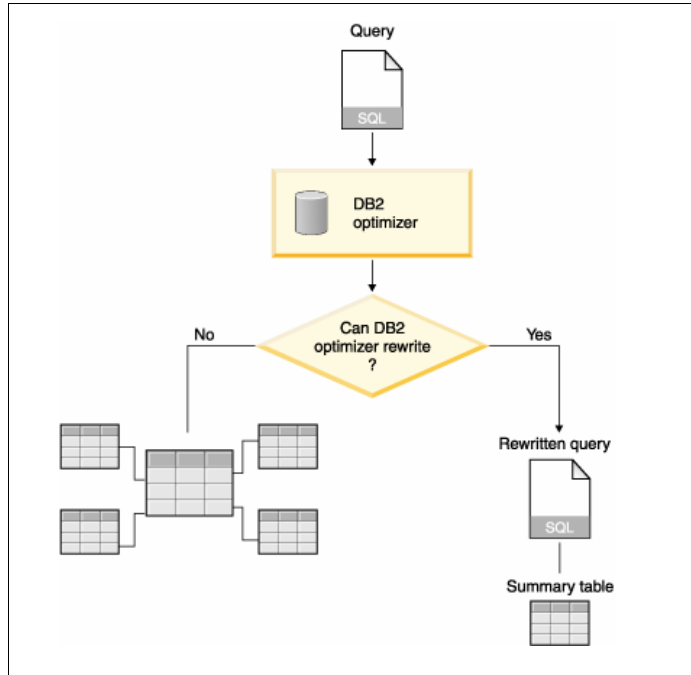 Query
SQL
DB2
optimizer
Can DB2
optimizer rewrite
?
No
Yes
Rewritten query
SQL
Summary table